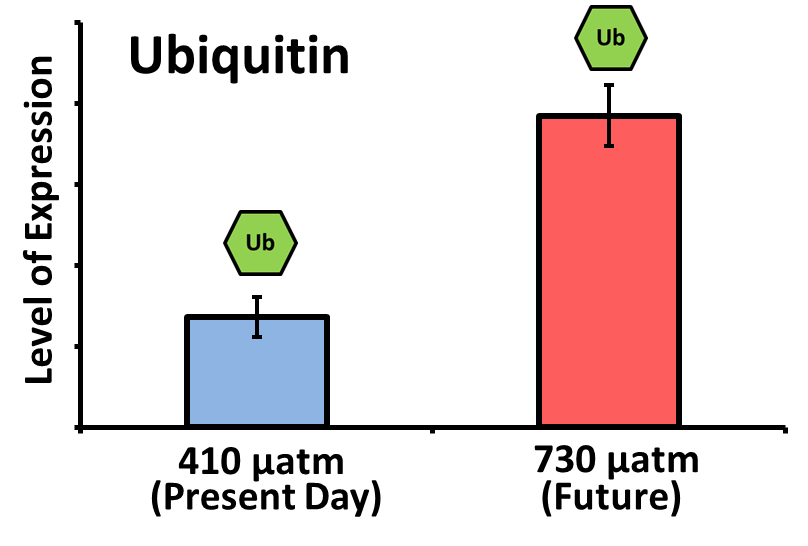 Ubiquitin
Ub
Ub
Level of Expression
410 µatm
(Present Day)
730 µatm
(Future)